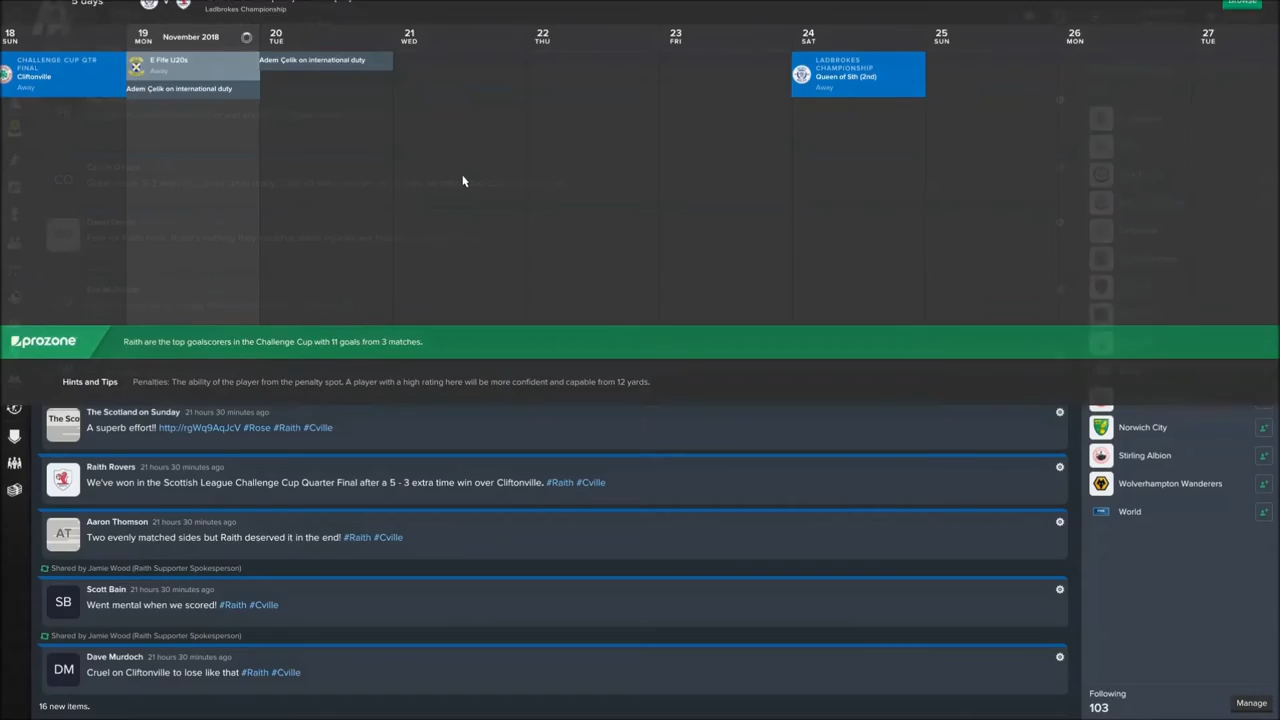 5 days
Ladbrokes Championship
Browse
18
SUN
19
MON
November 2018
20
TUE
21
WED
22
THU
23
FRI
24
SAT
25
SUN
26
MON
27
TUE
CHALLENGE CUP QTR
FINAL:
Cliftonville
Away
E Fife U20s
Away
Adem Çelik on international duty
Adem Çelik on international duty
LADBROKES
CHAMPIONSHIP
Queen of Sth (2nd)
Away
prozone
Raith are the top goalscorers in the Challenge Cup with 11 goals from 3 matches.
Hints and Tips
Penalties: The ability of the player from the penalty spot. A player with a high rating here will be more confident and capable from 12 yards.
The Sco
The Scotland on Sunday 21 hours 30 minutes ago
A superb effort!! http://rgWq9AqJcV #Rose #Raith #Cville
Raith Rovers 21 hours 30 minutes ago
We've won in the Scottish League Challenge Cup Quarter Final after a 5 - 3 extra time win over Cliftonville. #Raith #Cville
AT
Aaron Thomson 21 hours 30 minutes ago
Two evenly matched sides but Raith deserved it in the end! #Raith #Cville
Shared by Jamie Wood (Raith Supporter Spokesperson)
SB
Scott Bain 21 hours 30 minutes ago
Went mental when we scored! #Raith #Cville
Shared by Jamie Wood (Raith Supporter Spokesperson)
DM
Dave Murdoch 21 hours 30 minutes ago
Cruel on Cliftonville to lose like that #Raith #Cville
16 new items.
Norwich City
Stirling Albion
Wolverhampton Wanderers
World
Following
103
Manage